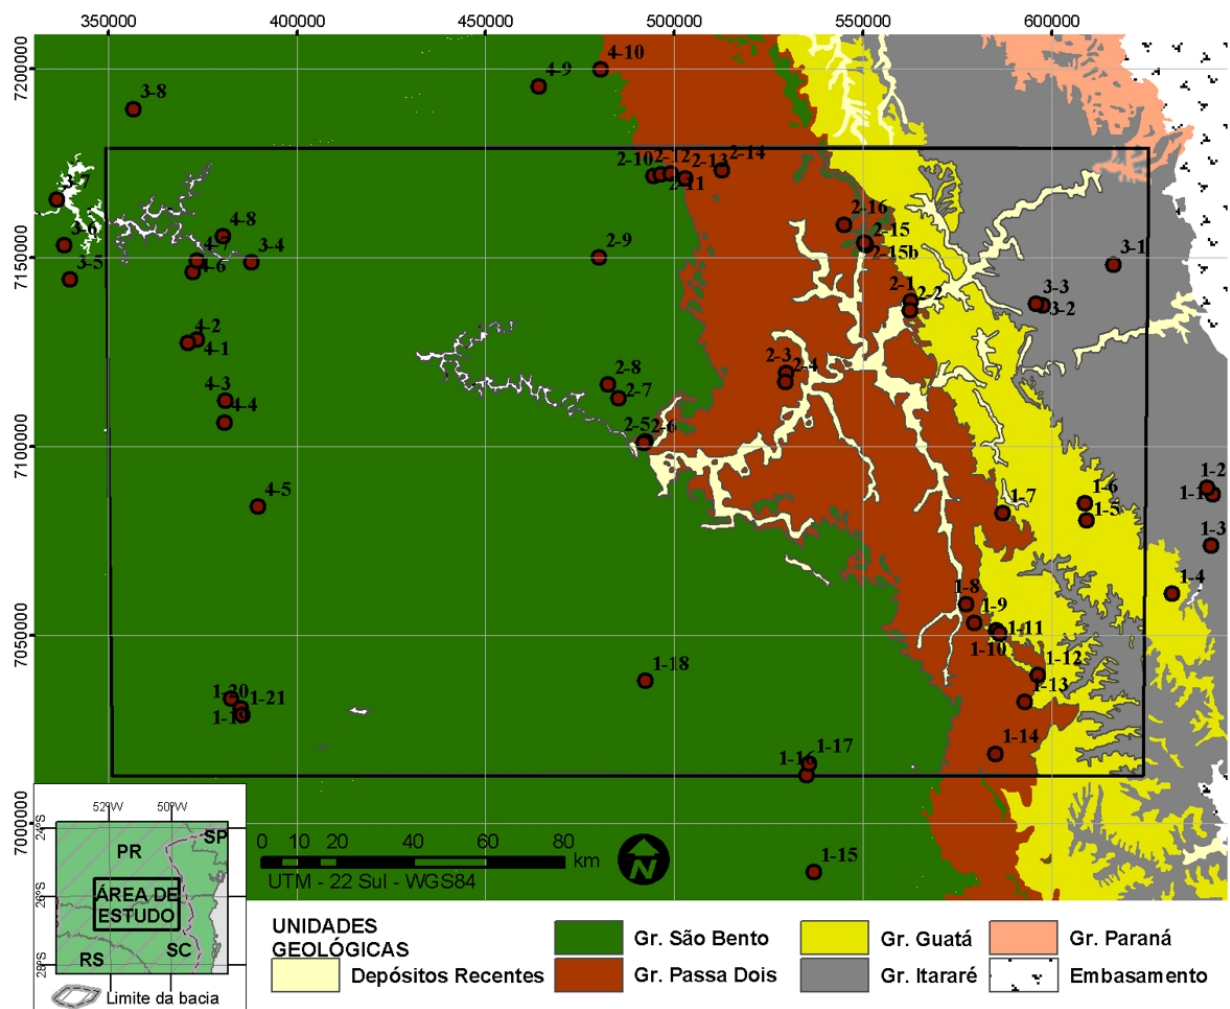 350000 400000 450000 500000 550000 600000
7200000
7150000
7100000
7050000
7000000
4-10
4-9
3-8
2-10 2-12 2-13 2-14
2-11
3-7
2-16
4-8
3-6
2-15
4-7 3-4
2-9
2-15b
3-1
3-5
4-6
2-1
2-2
3-3
3-2
4-2
4-1
2-3 2-4
2-8
4-3
2-7
4-4
2-5 2-6
1-2
4-5
1-7
1-6
1-1
1-5
1-3
1-4
1-8
1-9
1-11
1-10
1-18
1-12
1-20 1-21
1-13
1-19
1-14
1-16 1-17
1-15
52°W 50°W
24°S
26°S
28°S
PR
SP
ÁREA DE
ESTUDO
SC
RS
Limite da bacia
0 10 20 40 60 80
km
UTM - 22 Sul - WGS84
N
UNIDADES
GEOLÓGICAS
Depósitos Recentes
Gr. São Bento
Gr. Passa Dois
Gr. Guatá
Gr. Itararé
Gr. Paraná
Embasamento